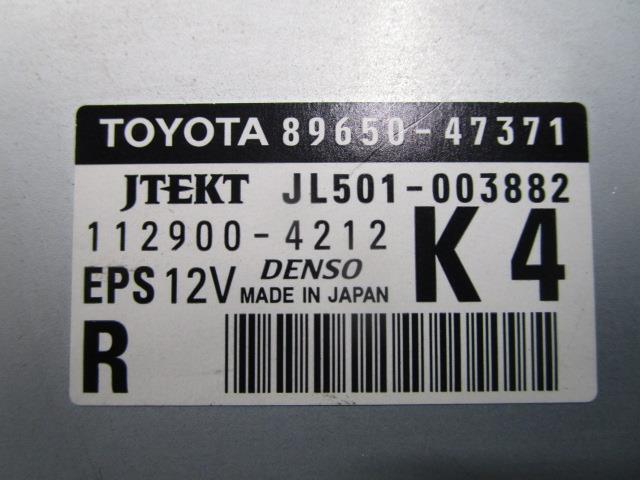 TOYOTA 89650-47371
JTEKT JL501-003882
112900-4212 K4
EPS 12V DENSO
MADE IN JAPAN
R